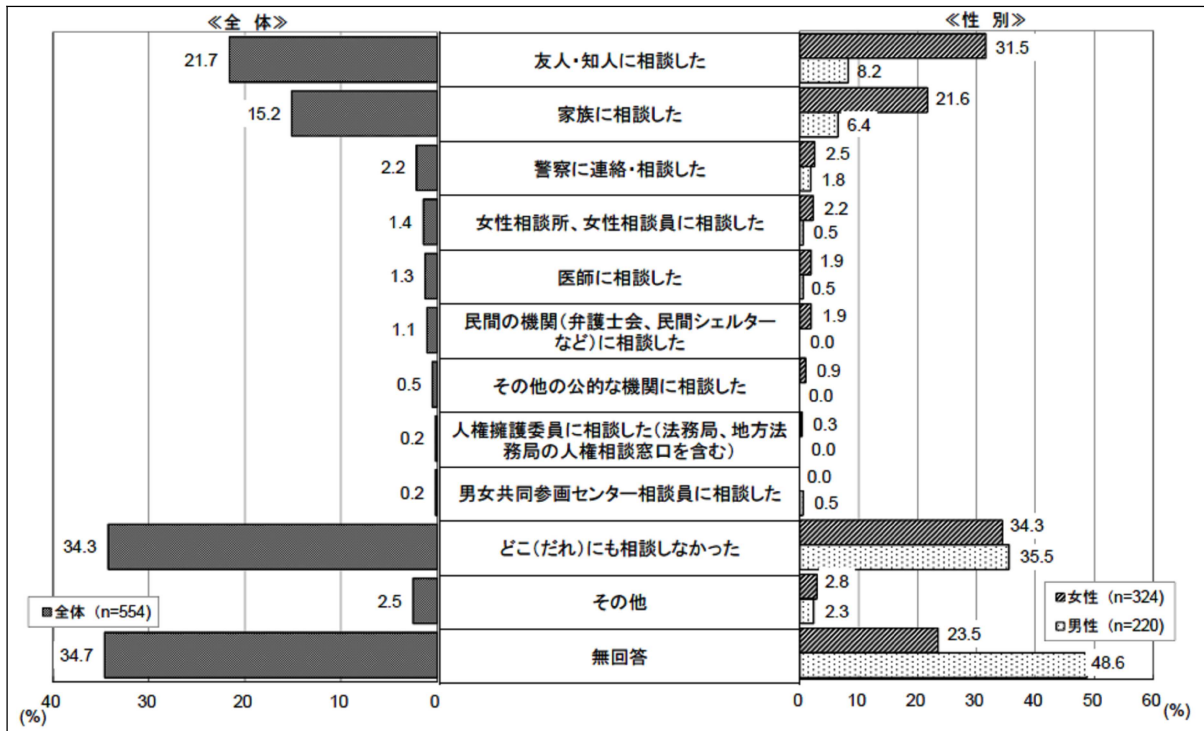 ≪全 体≫
≪性 別≫
21.7
友人・知人に相談した
31.5
8.2
15.2
家族に相談した
21.6
6.4
2.2
警察に連絡・相談した
2.5
1.8
1.4
女性相談所、女性相談員に相談した
2.2
0.5
1.3
医師に相談した
1.9
0.5
1.1
民間の機関(弁護士会、民間シェルター
など)に相談した
1.9
0.0
0.5
その他の公的な機関に相談した
0.9
0.0
0.2
人権擁護委員に相談した(法務局、地方法
務局の人権相談窓口を含む)
0.3
0.0
0.2
男女共同参画センター相談員に相談した
0.0
0.5
34.3
どこ(だれ)にも相談しなかった
34.3
35.5
2.5
その他
2.8
2.3
全体 (n=554)
女性 (n=324)
男性 (n=220)
34.7
無回答
23.5
48.6
40 30 20 10 0
(%)
0 10 20 30 40 50 60
(%)